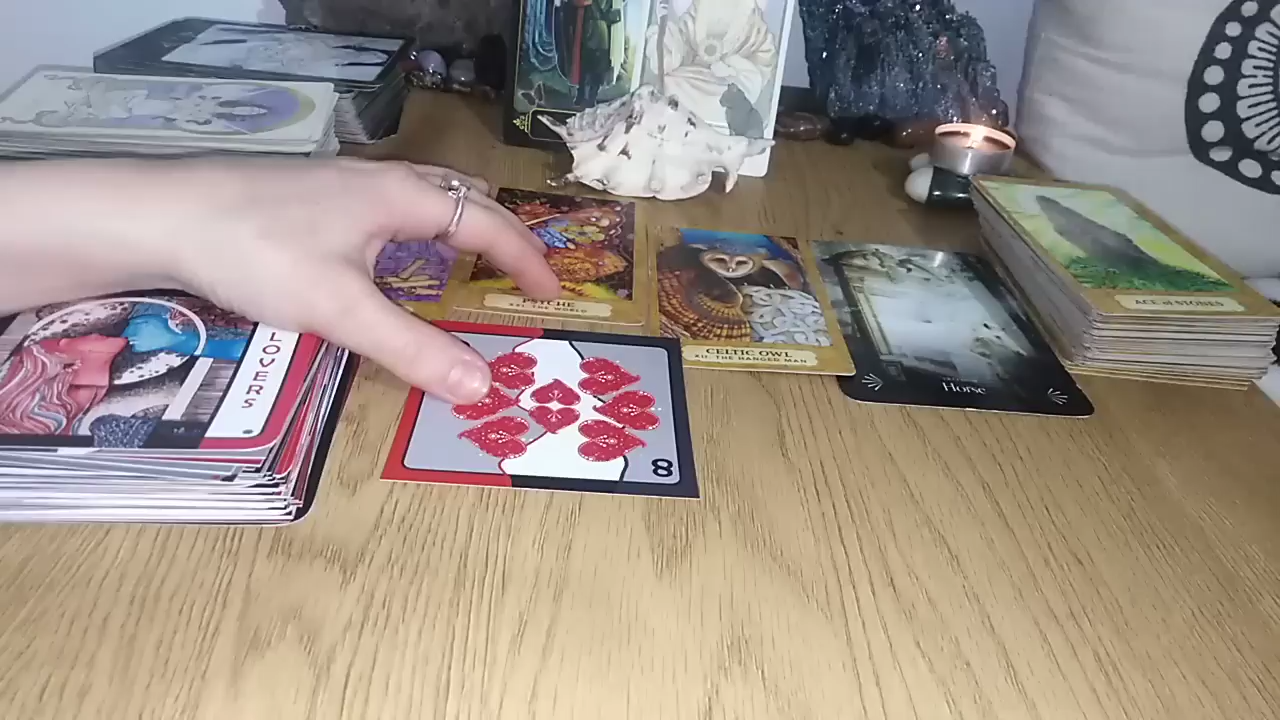 LOVERS
PSYCHE
XXI. THE WORLD
CELTIC OWL
XII. THE HANGED MAN
Horse
ACE of STONES
8